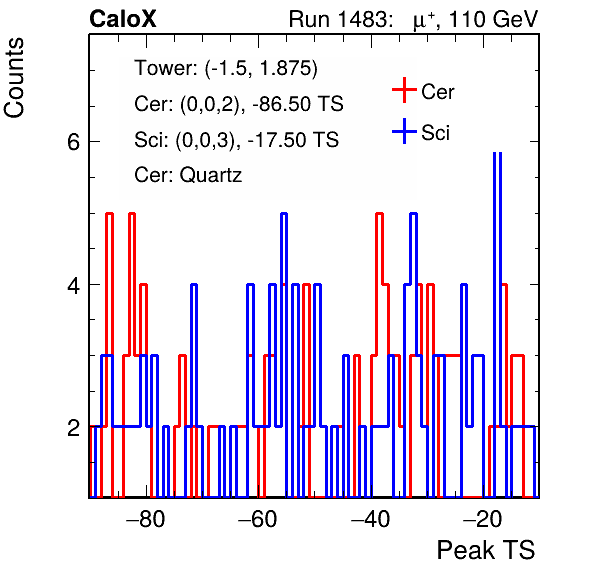 CaloX Run 1483: μ⁺, 110 GeV
Counts
Tower: (-1.5, 1.875)
Cer: (0,0,2), -86.50 TS
Sci: (0,0,3), -17.50 TS
Cer: Quartz
Cer
Sci
6
4
2
−80 −60 −40 −20
Peak TS